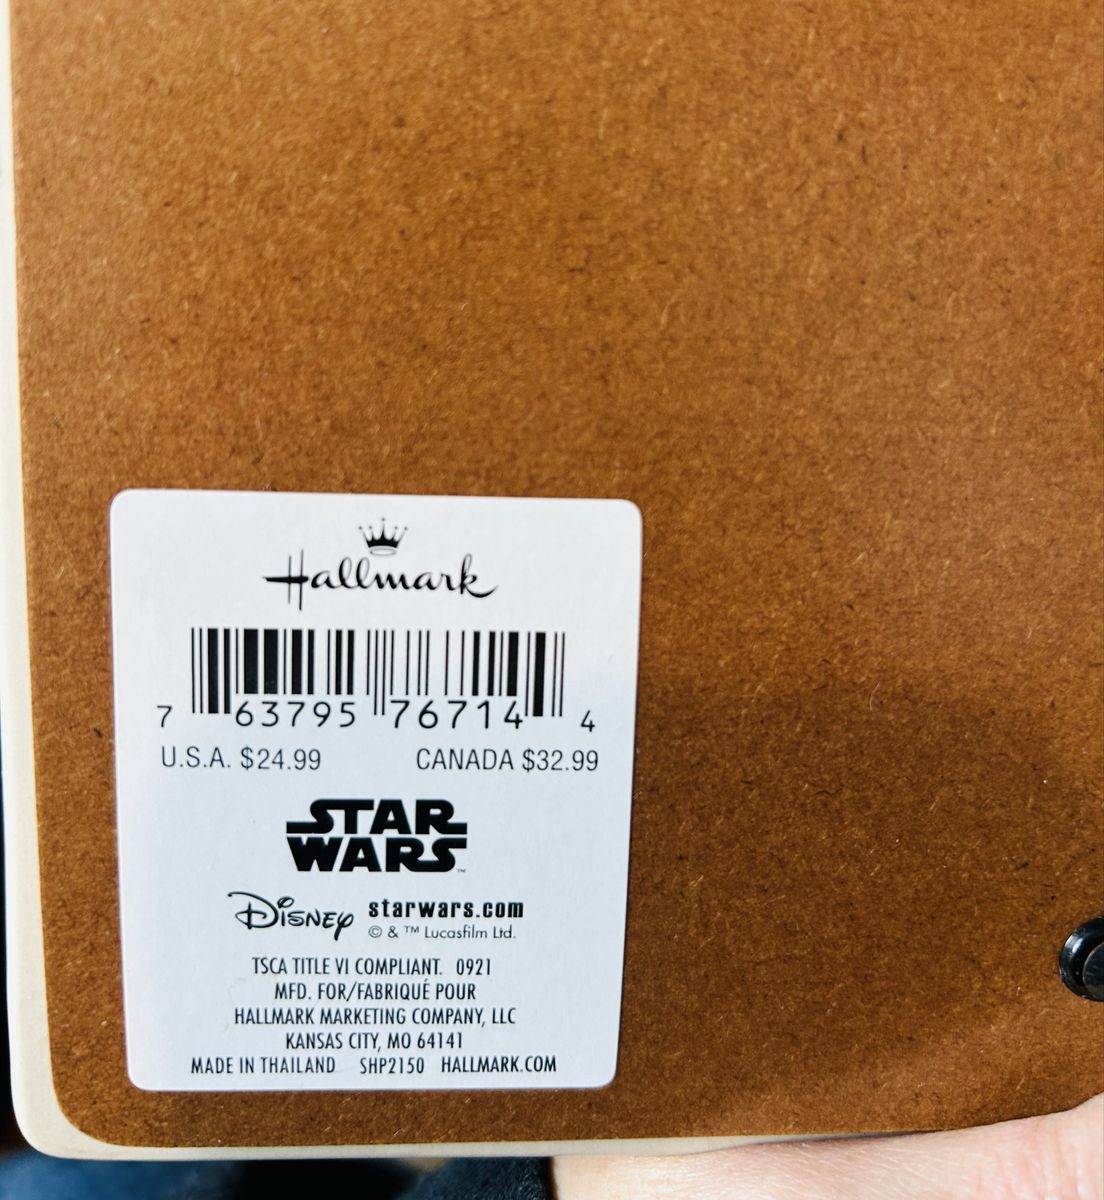 Hallmark
7 63795 76714 4
U.S.A. $24.99 CANADA $32.99
STAR
WARS™
Disney starwars.com
© & ™ Lucasfilm Ltd.
TSCA TITLE VI COMPLIANT. 0921
MFD. FOR/FABRIQUÉ POUR
HALLMARK MARKETING COMPANY, LLC
KANSAS CITY, MO 64141
MADE IN THAILAND SHP2150 HALLMARK.COM